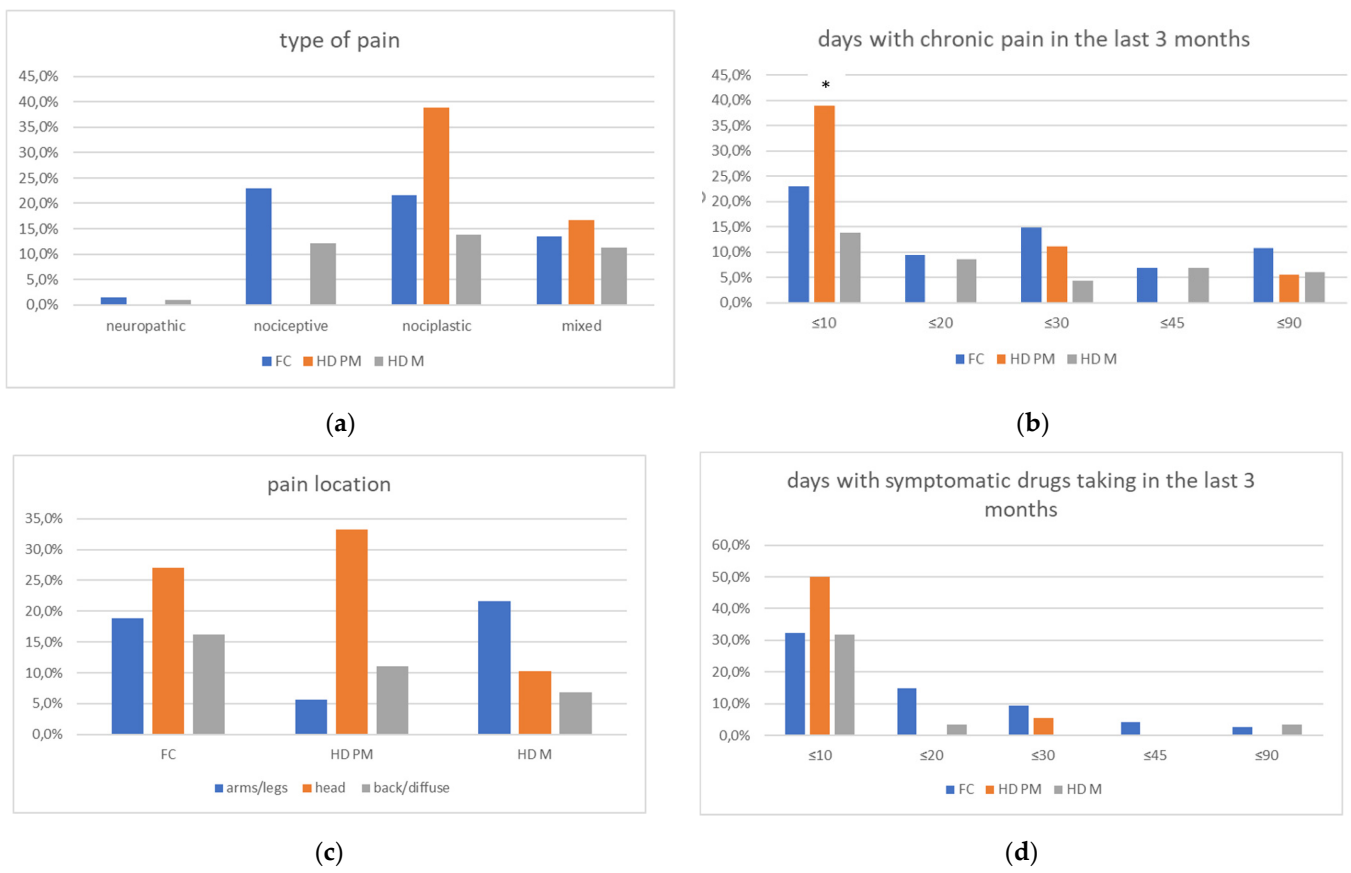 type of pain
45,0%
40,0%
35,0%
30,0%
25,0%
20,0%
15,0%
10,0%
5,0%
0,0%
neuropathic nociceptive nociplastic mixed
FC HD PM HD M
(a)
days with chronic pain in the last 3 months
*
45,0%
40,0%
35,0%
30,0%
25,0%
20,0%
15,0%
10,0%
5,0%
0,0%
≤10 ≤20 ≤30 ≤45 ≤90
FC HD PM HD M
(b)
pain location
35,0%
30,0%
25,0%
20,0%
15,0%
10,0%
5,0%
0,0%
FC HD PM HD M
arms/legs head back/diffuse
(c)
days with symptomatic drugs taking in the last 3
months
60,0%
50,0%
40,0%
30,0%
20,0%
10,0%
0,0%
≤10 ≤20 ≤30 ≤45 ≤90
FC HD PM HD M
(d)